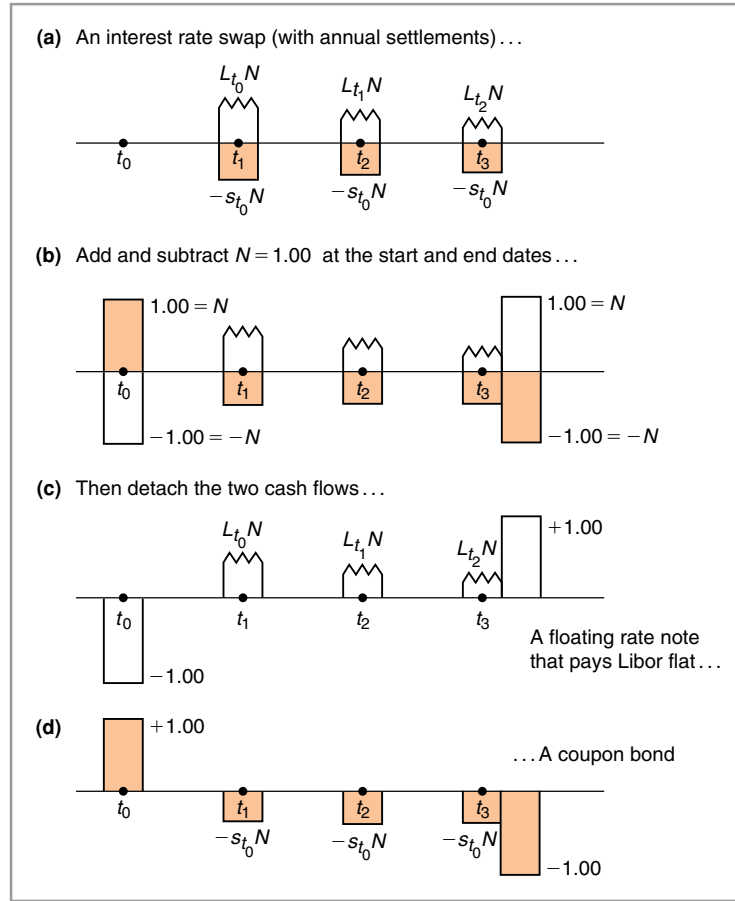 (a) An interest rate swap (with annual settlements)...
L_{t_0}N L_{t_1}N L_{t_2}N
t_0 t_1 t_2 t_3
−s_{t_0}N −s_{t_0}N −s_{t_0}N
(b) Add and subtract N = 1.00 at the start and end dates...
1.00 = N 1.00 = N
t_0 t_1 t_2 t_3
−1.00 = −N −1.00 = −N
(c) Then detach the two cash flows...
L_{t_0}N L_{t_1}N L_{t_2}N +1.00
t_0 t_1 t_2 t_3
A floating rate note
that pays Libor flat...
−1.00
(d) +1.00
...A coupon bond
t_0 t_1 t_2 t_3
−s_{t_0}N −s_{t_0}N −s_{t_0}N
−1.00